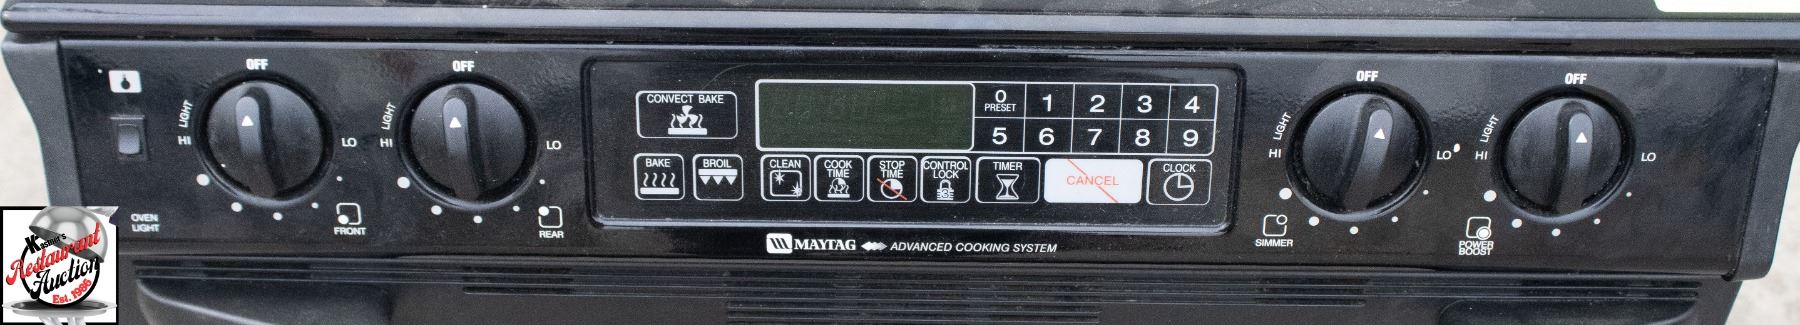 OFF
LIGHT
HI
LO
FRONT
OVEN
LIGHT
OFF
LIGHT
HI
LO
REAR
CONVECT BAKE
BAKE
BROIL
CLEAN
COOK
TIME
STOP
TIME
CONTROL
LOCK
TIMER
CANCEL
CLOCK
0 1 2 3 4
PRESET
5 6 7 8 9
MAYTAG ADVANCED COOKING SYSTEM
OFF
LIGHT
HI
LO
SIMMER
OFF
LIGHT
HI
LO
POWER
BOOST
Kastner's
Restaurant
Auction
Est. 1986